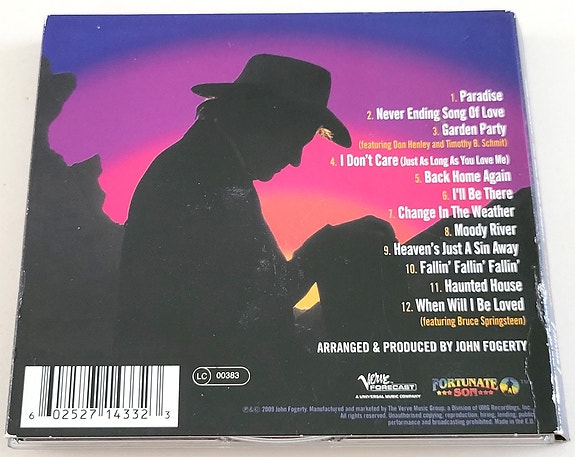 1. Paradise
2. Never Ending Song Of Love
3. Garden Party
(featuring Don Henley and Timothy B. Schmit)
4. I Don't Care (Just As Long As You Love Me)
5. Back Home Again
6. I'll Be There
7. Change In The Weather
8. Moody River
9. Heaven's Just A Sin Away
10. Fallin' Fallin' Fallin'
11. Haunted House
12. When Will I Be Loved
(featuring Bruce Springsteen)
ARRANGED & PRODUCED BY JOHN FOGERTY
LC 00383
Verve
FORECAST
A UNIVERSAL MUSIC COMPANY
FORTUNATE
SON
6 02527 14332 3
℗ & © 2009 John Fogerty. Manufactured and marketed by The Verve Music Group, a Division of UMG Recordings, Inc.
All rights reserved. Unauthorised copying, reproduction, hiring, lending, public
performance and broadcasting prohibited. Made in the E.U.